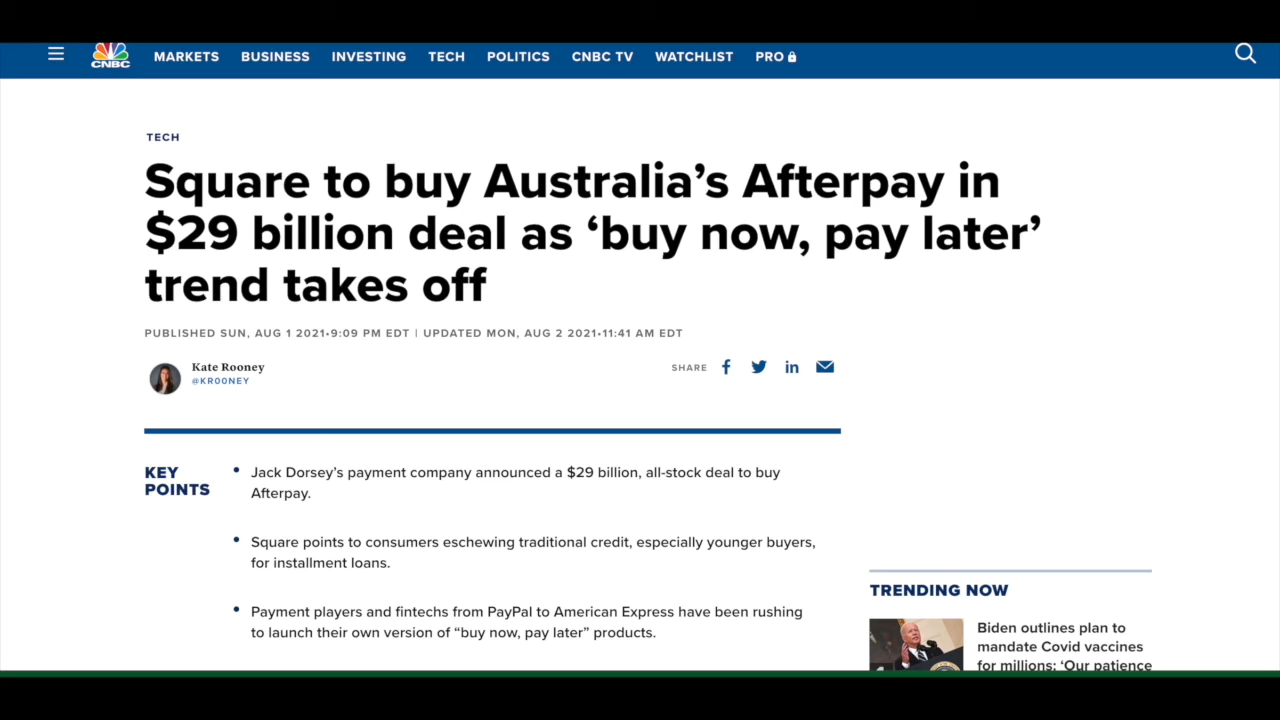 CNBC
MARKETS BUSINESS INVESTING TECH POLITICS CNBC TV WATCHLIST PRO
TECH
Square to buy Australia’s Afterpay in
$29 billion deal as ‘buy now, pay later’
trend takes off
PUBLISHED SUN, AUG 1 2021•9:09 PM EDT | UPDATED MON, AUG 2 2021•11:41 AM EDT
Kate Rooney
@KR00NEY
SHARE
KEY
POINTS
• Jack Dorsey’s payment company announced a $29 billion, all-stock deal to buy
Afterpay.
• Square points to consumers eschewing traditional credit, especially younger buyers,
for installment loans.
• Payment players and fintechs from PayPal to American Express have been rushing
to launch their own version of “buy now, pay later” products.
TRENDING NOW
Biden outlines plan to
mandate Covid vaccines
for millions: ‘Our patience